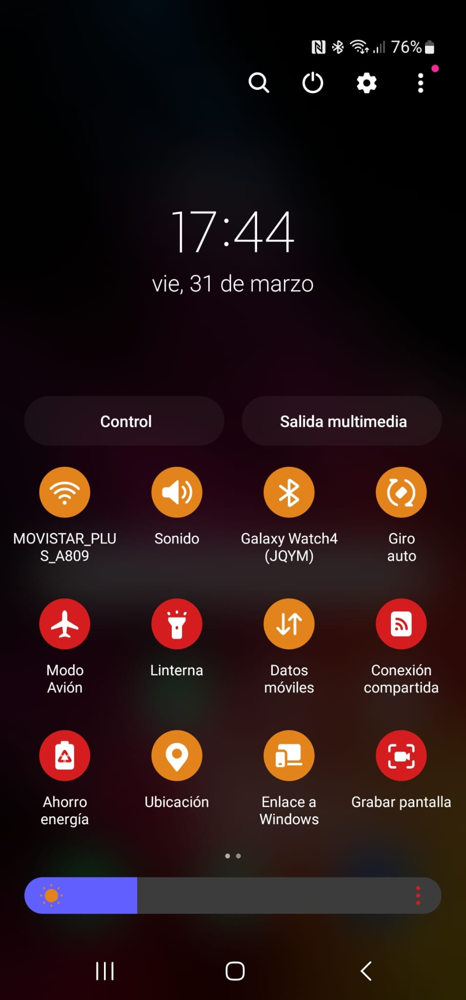 76%
17:44
vie, 31 de marzo
Control
Salida multimedia
MOVISTAR_PLU
S_A809
Sonido
Galaxy Watch4
(JQYM)
Giro
auto
Modo
Avión
Linterna
Datos
móviles
Conexión
compartida
Ahorro
energía
Ubicación
Enlace a
Windows
Grabar pantalla